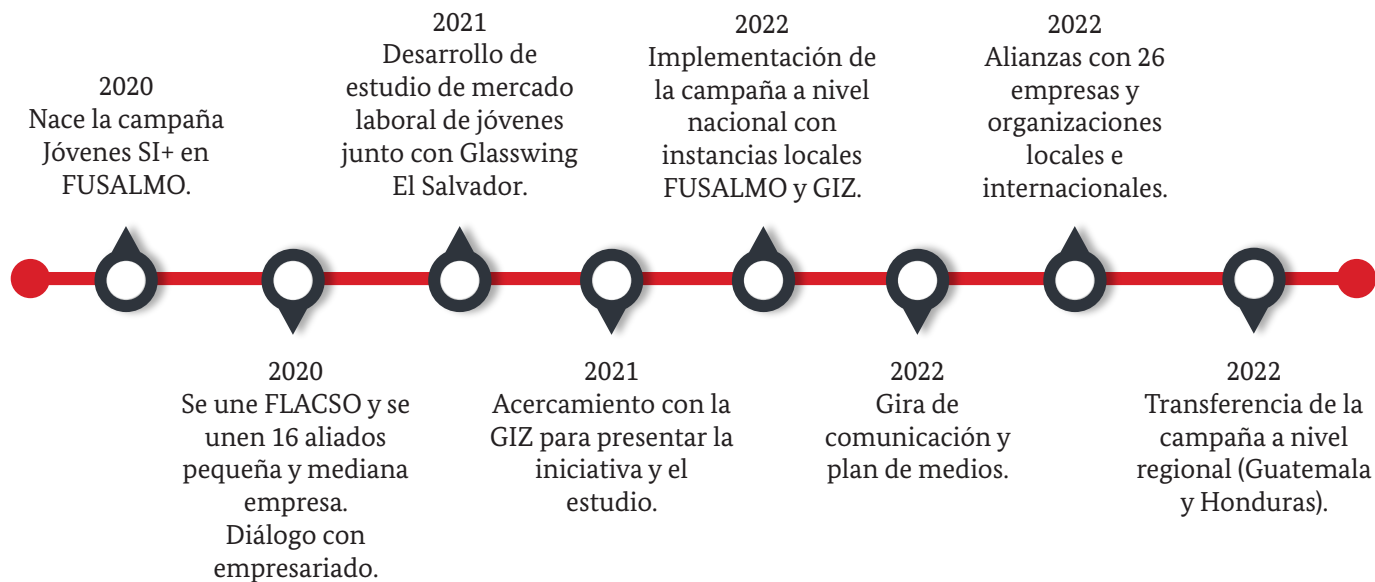 2020
Nace la campaña
Jóvenes SI+ en
FUSALMO.
2020
Se une FLACSO y se
unen 16 aliados
pequeña y mediana
empresa.
Diálogo con
empresariado.
2021
Desarrollo de
estudio de mercado
laboral de jóvenes
junto con Glasswing
El Salvador.
2021
Acercamiento con la
GIZ para presentar la
iniciativa y el
estudio.
2022
Implementación de
la campaña a nivel
nacional con
instancias locales
FUSALMO y GIZ.
2022
Gira de
comunicación y
plan de medios.
2022
Alianzas con 26
empresas y
organizaciones
locales e
internacionales.
2022
Transferencia de la
campaña a nivel
regional (Guatemala
y Honduras).